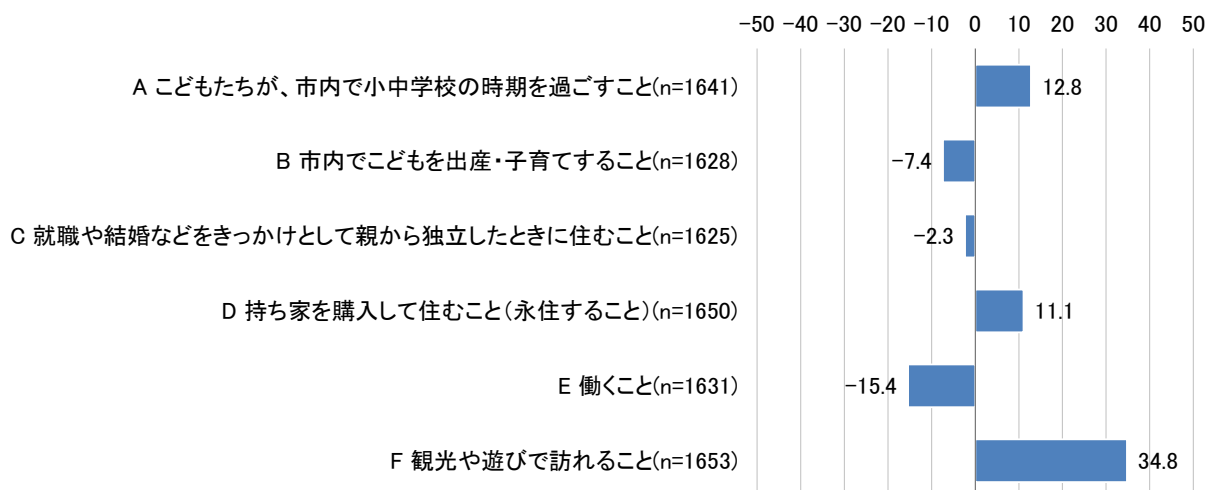 −50 −40 −30 −20 −10 0 10 20 30 40 50
A こどもたちが、市内で小中学校の時期を過ごすこと(n=1641) 12.8
B 市内でこどもを出産・子育てすること(n=1628) −7.4
C 就職や結婚などをきっかけとして親から独立したときに住むこと(n=1625) −2.3
D 持ち家を購入して住むこと(永住すること)(n=1650) 11.1
E 働くこと(n=1631) −15.4
F 観光や遊びで訪れること(n=1653) 34.8